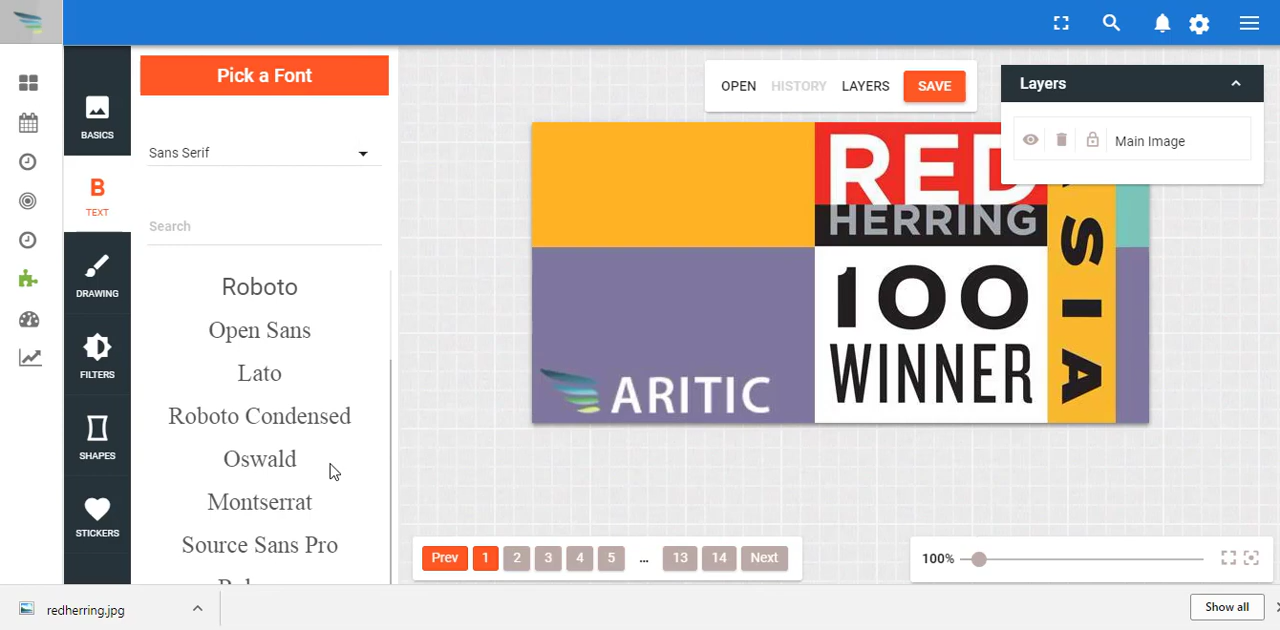 Pick a Font
OPEN
HISTORY
LAYERS
SAVE
Layers
Main Image
BASICS
TEXT
DRAWING
FILTERS
SHAPES
STICKERS
Sans Serif
Search
Roboto
Open Sans
Lato
Roboto Condensed
Oswald
Montserrat
Source Sans Pro
RED
HERRING
100
WINNER
ASIA
ARITIC
Prev 1 2 3 4 5 ... 13 14 Next
100%
redherring.jpg
Show all